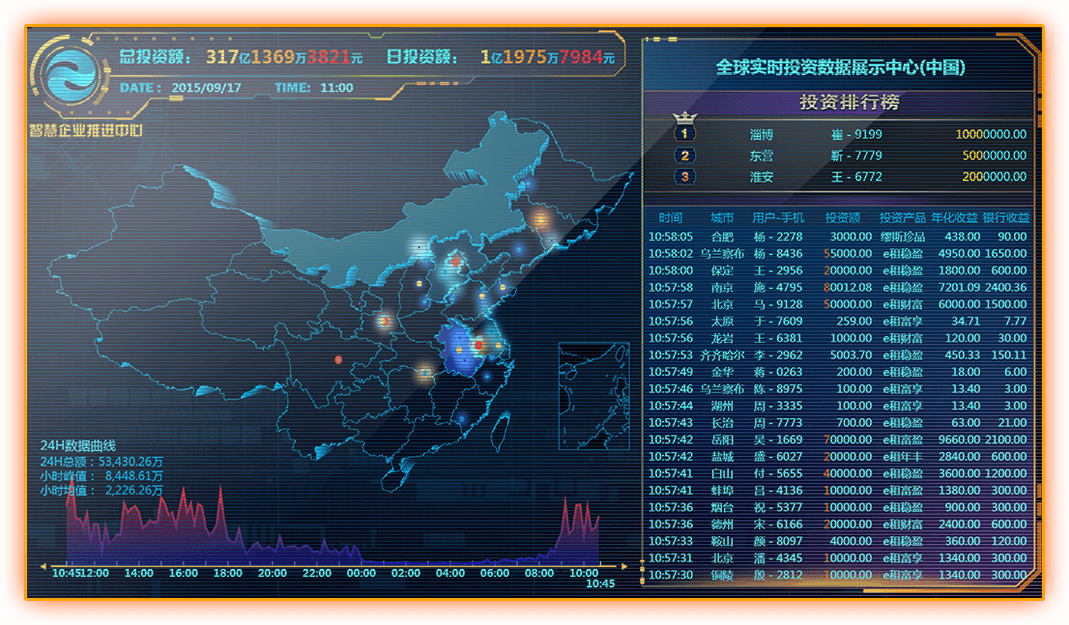 总投资额： 317亿1369万3821元 日投资额： 1亿1975万7984元
DATE： 2015/09/17 TIME: 11:00
智慧企业推进中心
全球实时投资数据展示中心(中国)
投资排行榜
1 淄博 崔 - 9199 10000000.00
2 东营 靳 - 7779 5000000.00
3 淮安 王 - 6772 2000000.00
时间 城市 用户-手机 投资额 投资产品 年化收益 银行收益
10:58:05 合肥 杨 - 2278 3000.00 缪斯珍品 438.00 90.00
10:58:02 乌兰察布 杨 - 8436 55000.00 e租稳盈 4950.00 1650.00
10:58:00 保定 王 - 2956 20000.00 e租稳盈 1800.00 600.00
10:57:58 南京 施 - 4795 80012.08 e租稳盈 7201.09 2400.36
10:57:57 北京 马 - 9128 50000.00 e租财富 6000.00 1500.00
10:57:56 太原 于 - 7609 259.00 e租富享 34.71 7.77
10:57:56 龙岩 王 - 6381 1000.00 e租财富 120.00 30.00
10:57:53 齐齐哈尔 李 - 2962 5003.70 e租稳盈 450.33 150.11
10:57:49 金华 蒋 - 0263 200.00 e租稳盈 18.00 6.00
10:57:46 乌兰察布 陈 - 8975 100.00 e租富享 13.40 3.00
10:57:44 湖州 周 - 3335 100.00 e租富享 13.40 3.00
10:57:43 长治 周 - 7773 700.00 e租稳盈 63.00 21.00
10:57:42 岳阳 吴 - 1669 70000.00 e租富盈 9660.00 2100.00
10:57:42 盐城 盛 - 6027 20000.00 e租年丰 2840.00 600.00
10:57:41 白山 付 - 5655 40000.00 e租稳盈 3600.00 1200.00
10:57:41 蚌埠 吕 - 4136 10000.00 e租富盈 1380.00 300.00
10:57:36 烟台 祝 - 5377 10000.00 e租稳盈 900.00 300.00
10:57:36 德州 宋 - 6166 20000.00 e租财富 2400.00 600.00
10:57:33 鞍山 颜 - 8097 4000.00 e租稳盈 360.00 120.00
10:57:31 北京 潘 - 4345 10000.00 e租富享 1340.00 300.00
10:57:30 铜陵 殷 - 2812 10000.00 e租富享 1340.00 300.00
24H数据曲线
24H总额：53,430.26万
小时峰值： 8,448.61万
小时均值： 2,226.26万
10:45 12:00 14:00 16:00 18:00 20:00 22:00 00:00 02:00 04:00 06:00 08:00 10:00
10:45